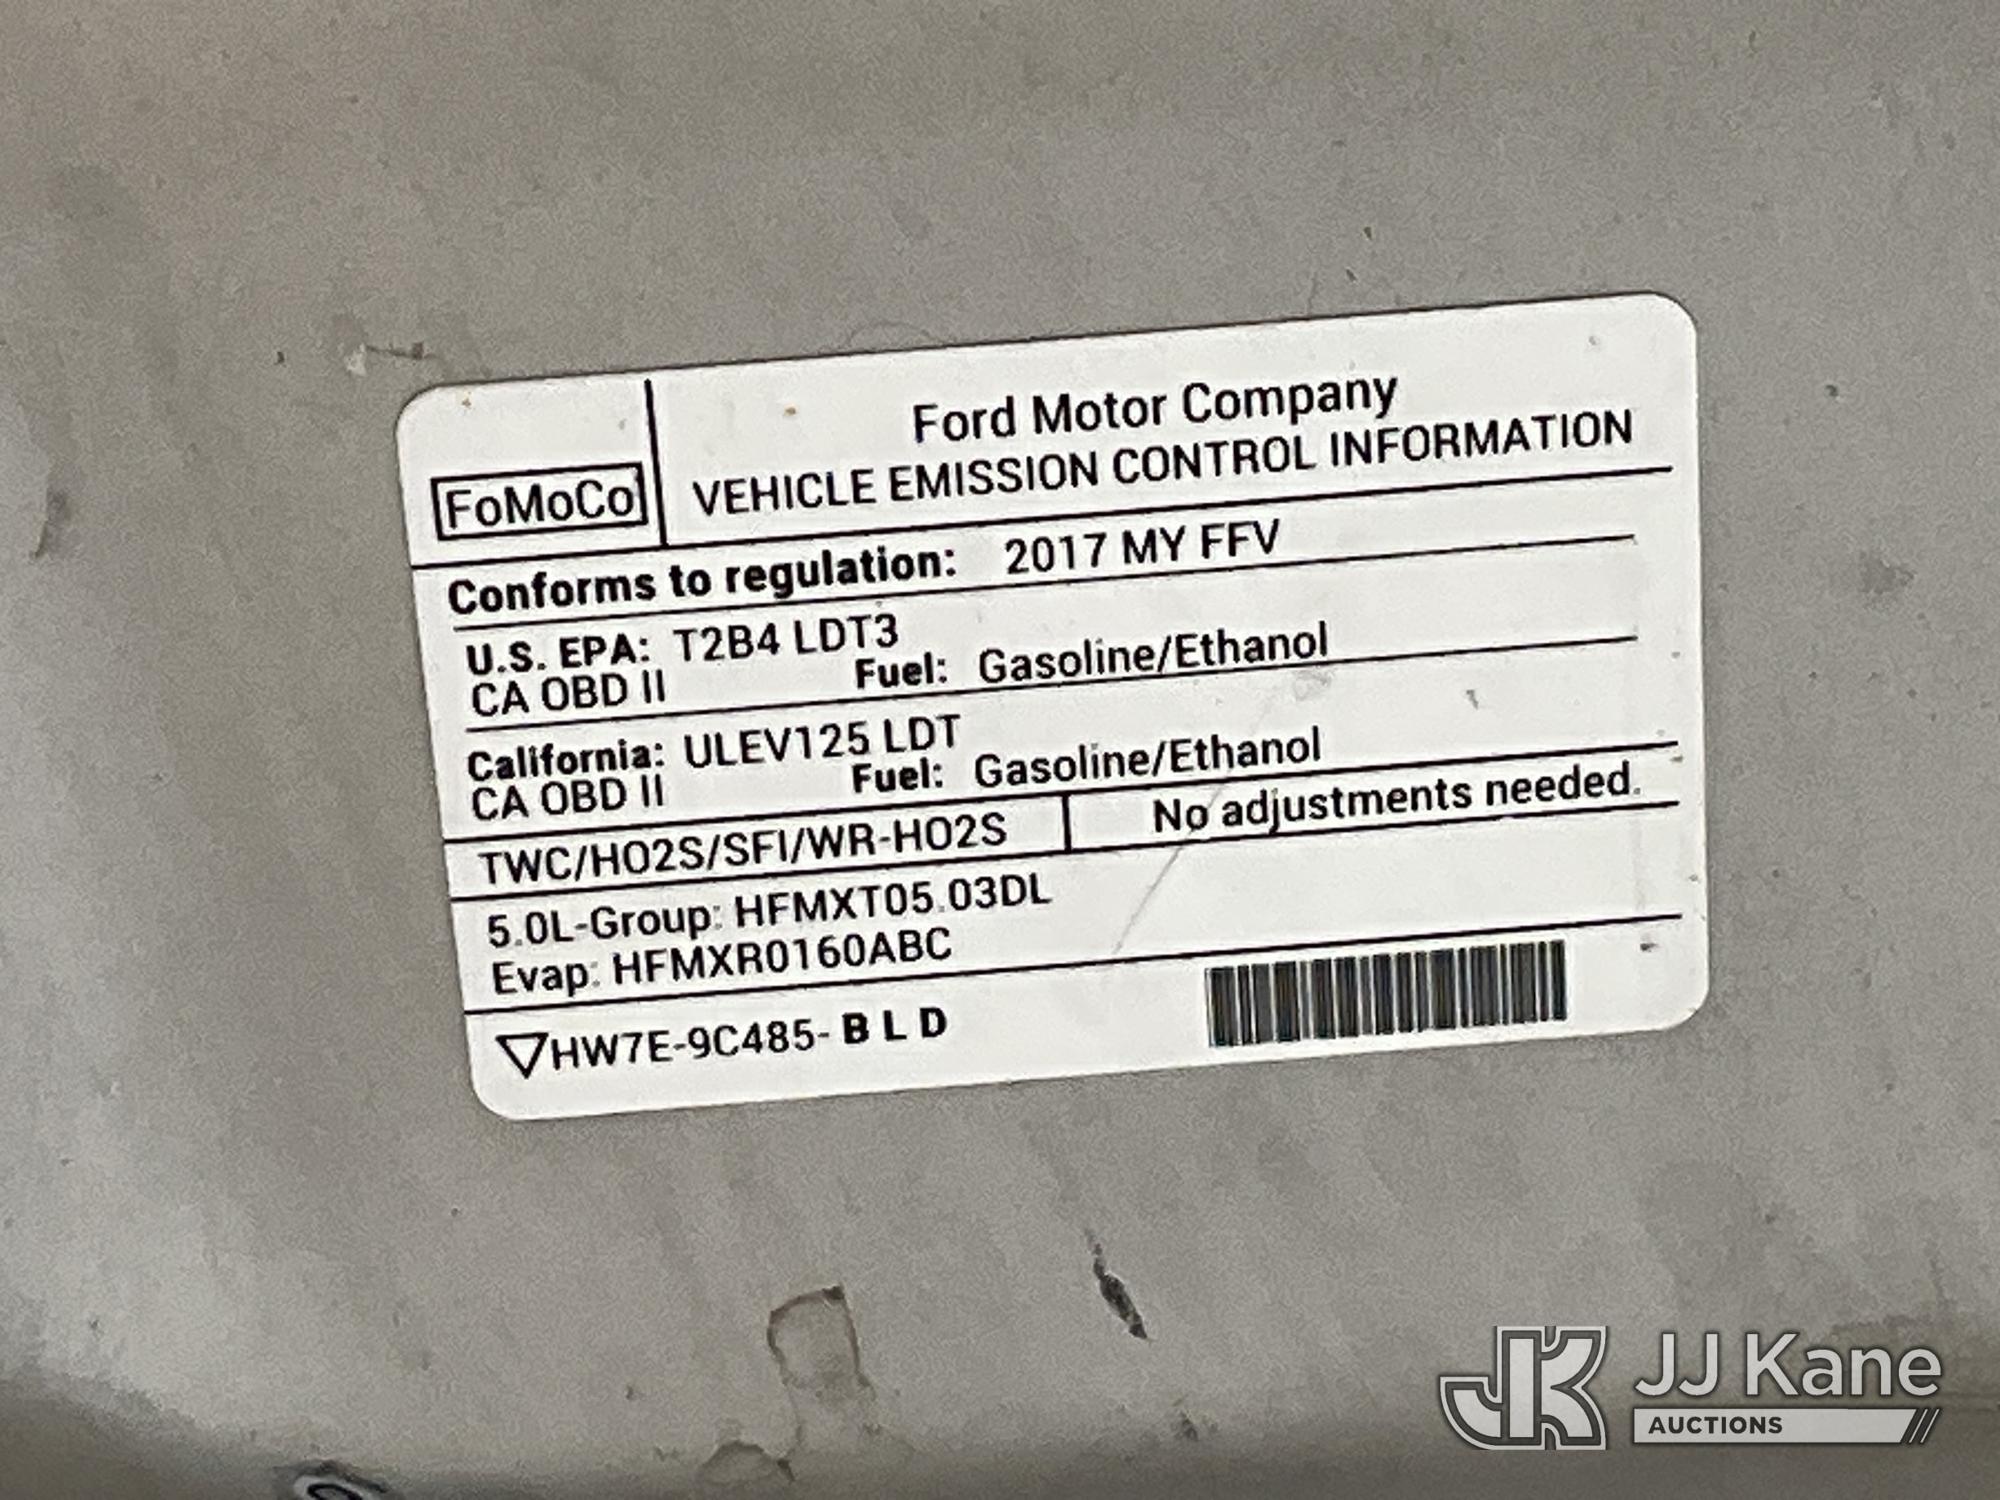 Ford Motor Company
FoMoCo
VEHICLE EMISSION CONTROL INFORMATION
Conforms to regulation: 2017 MY FFV
U.S. EPA: T2B4 LDT3
CA OBD II Fuel: Gasoline/Ethanol
California: ULEV125 LDT
CA OBD II Fuel: Gasoline/Ethanol
TWC/HO2S/SFI/WR-HO2S No adjustments needed.
5.0L-Group: HFMXT05.03DL
Evap: HFMXR0160ABC
▽HW7E-9C485-BLD
JK JJ Kane
AUCTIONS